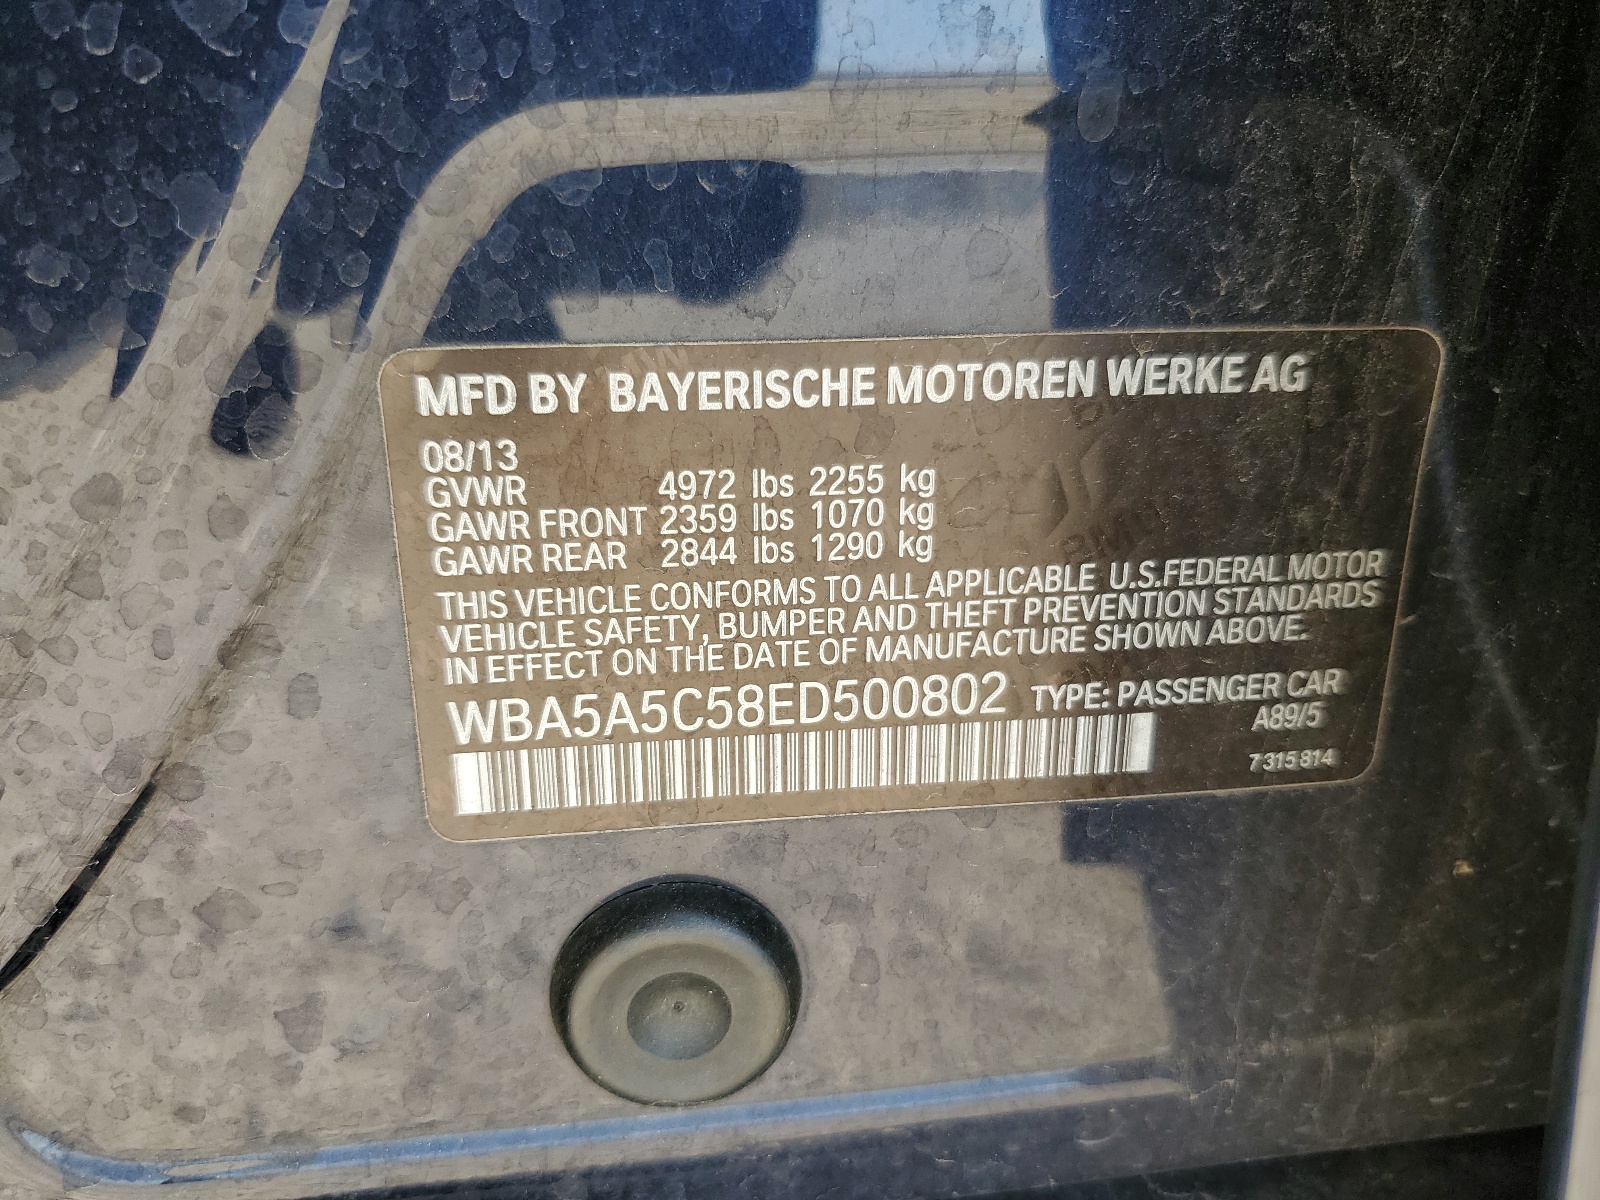 MFD BY BAYERISCHE MOTOREN WERKE AG
08/13
GVWR 4972 lbs 2255 kg
GAWR FRONT 2359 lbs 1070 kg
GAWR REAR 2844 lbs 1290 kg
THIS VEHICLE CONFORMS TO ALL APPLICABLE U.S.FEDERAL MOTOR
VEHICLE SAFETY, BUMPER AND THEFT PREVENTION STANDARDS
IN EFFECT ON THE DATE OF MANUFACTURE SHOWN ABOVE.
WBA5A5C58ED500802 TYPE: PASSENGER CAR
A89/5
7 315 814